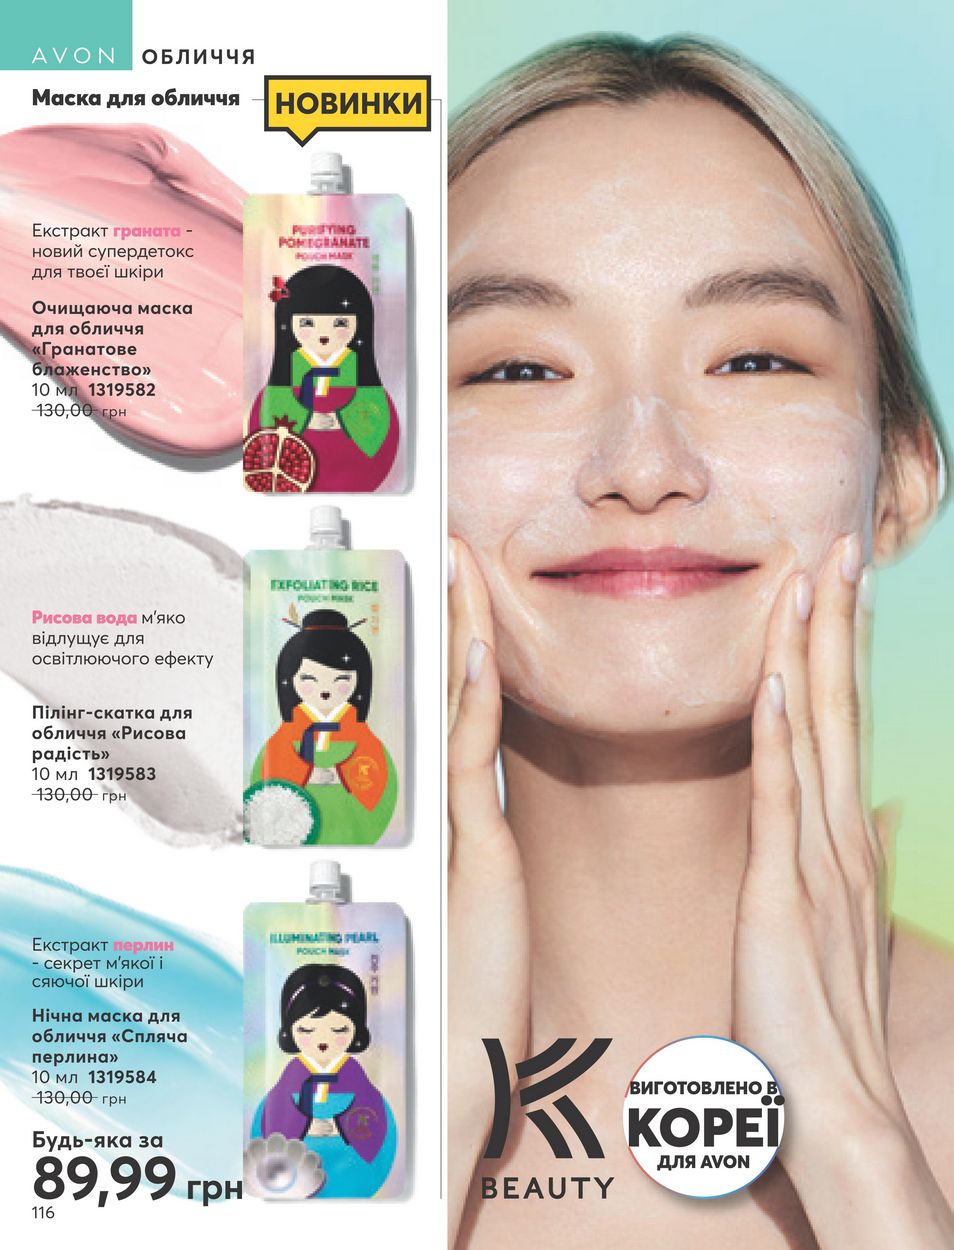 AVON ОБЛИЧЧЯ
Маска для обличчя
НОВИНКИ
Екстракт граната -
новий супердетокс
для твоєї шкіри
Очищаюча маска
для обличчя
«Гранатове
блаженство»
10 мл 1319582
130,00 грн
PURIFYING
POMEGRANATE
POUCH MASK
Рисова вода м'яко
відлущує для
освітлюючого ефекту
Пілінг-скатка для
обличчя «Рисова
радість»
10 мл 1319583
130,00 грн
EXFOLIATING RICE
POUCH MASK
Екстракт перлин
- секрет м'якої і
сяючої шкіри
Нічна маска для
обличчя «Спляча
перлина»
10 мл 1319584
130,00 грн
ILLUMINATING PEARL
POUCH MASK
Будь-яка за
89,99 грн
116
K
BEAUTY
ВИГОТОВЛЕНО В
КОРЕЇ
ДЛЯ AVON